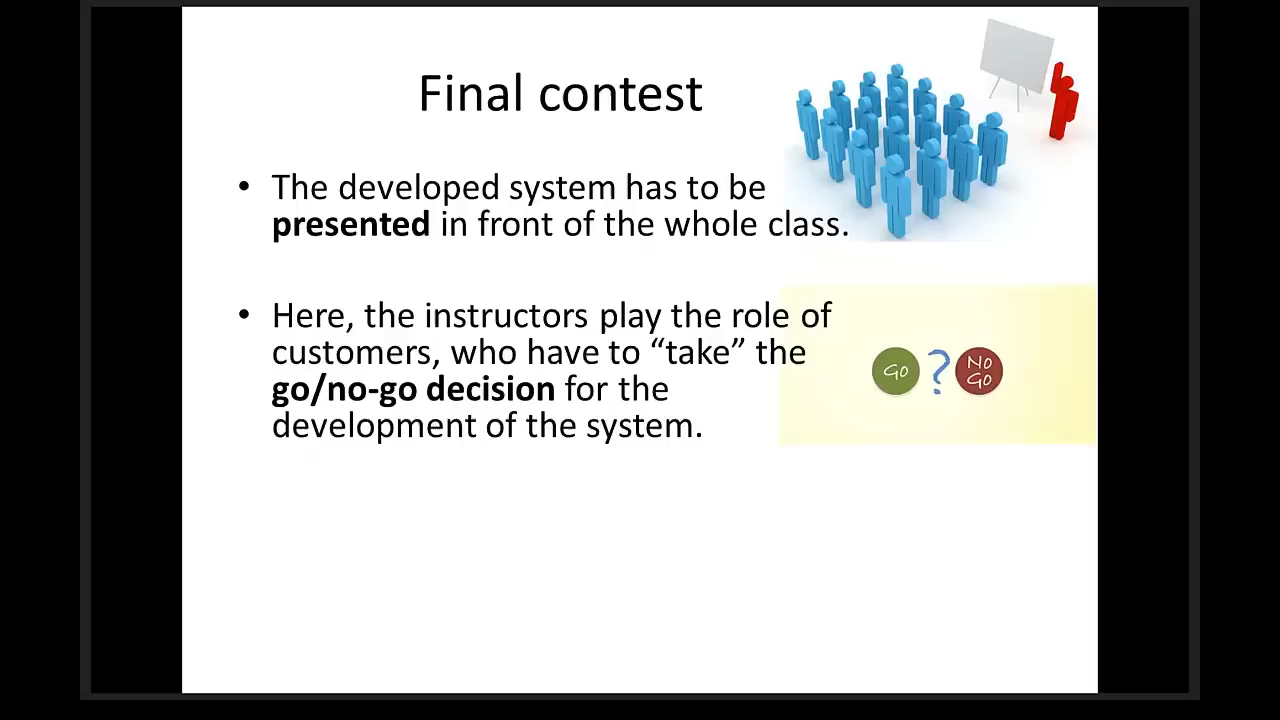 Final contest
• The developed system has to be
presented in front of the whole class.
• Here, the instructors play the role of
customers, who have to “take” the
go/no-go decision for the
development of the system.
GO ? NO
GO